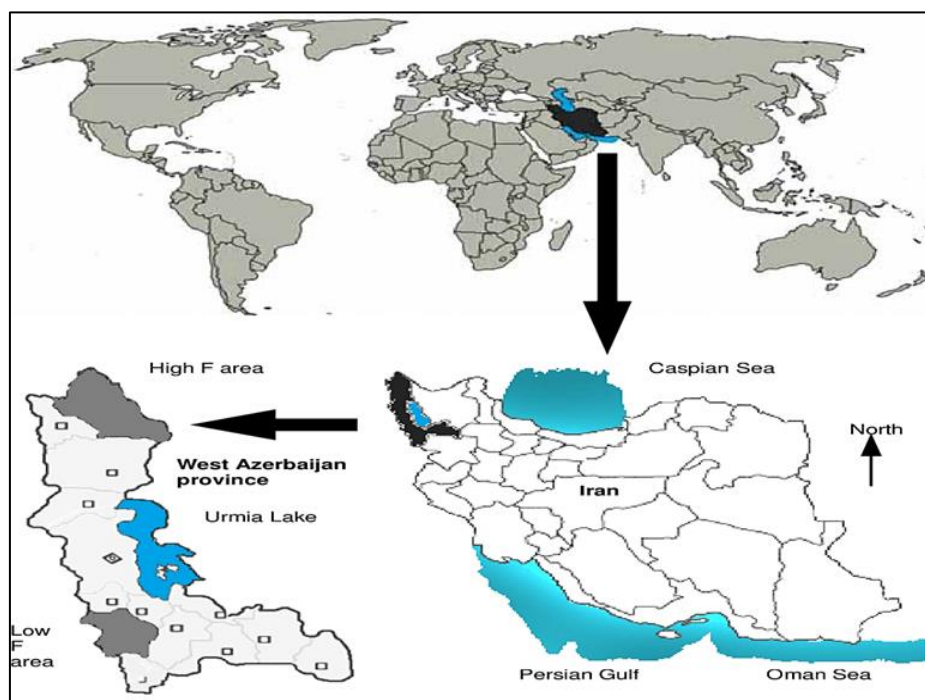 High F area
Caspian Sea
North
West Azerbaijan
province
Iran
Urmia Lake
Low
F
area
Persian Gulf
Oman Sea